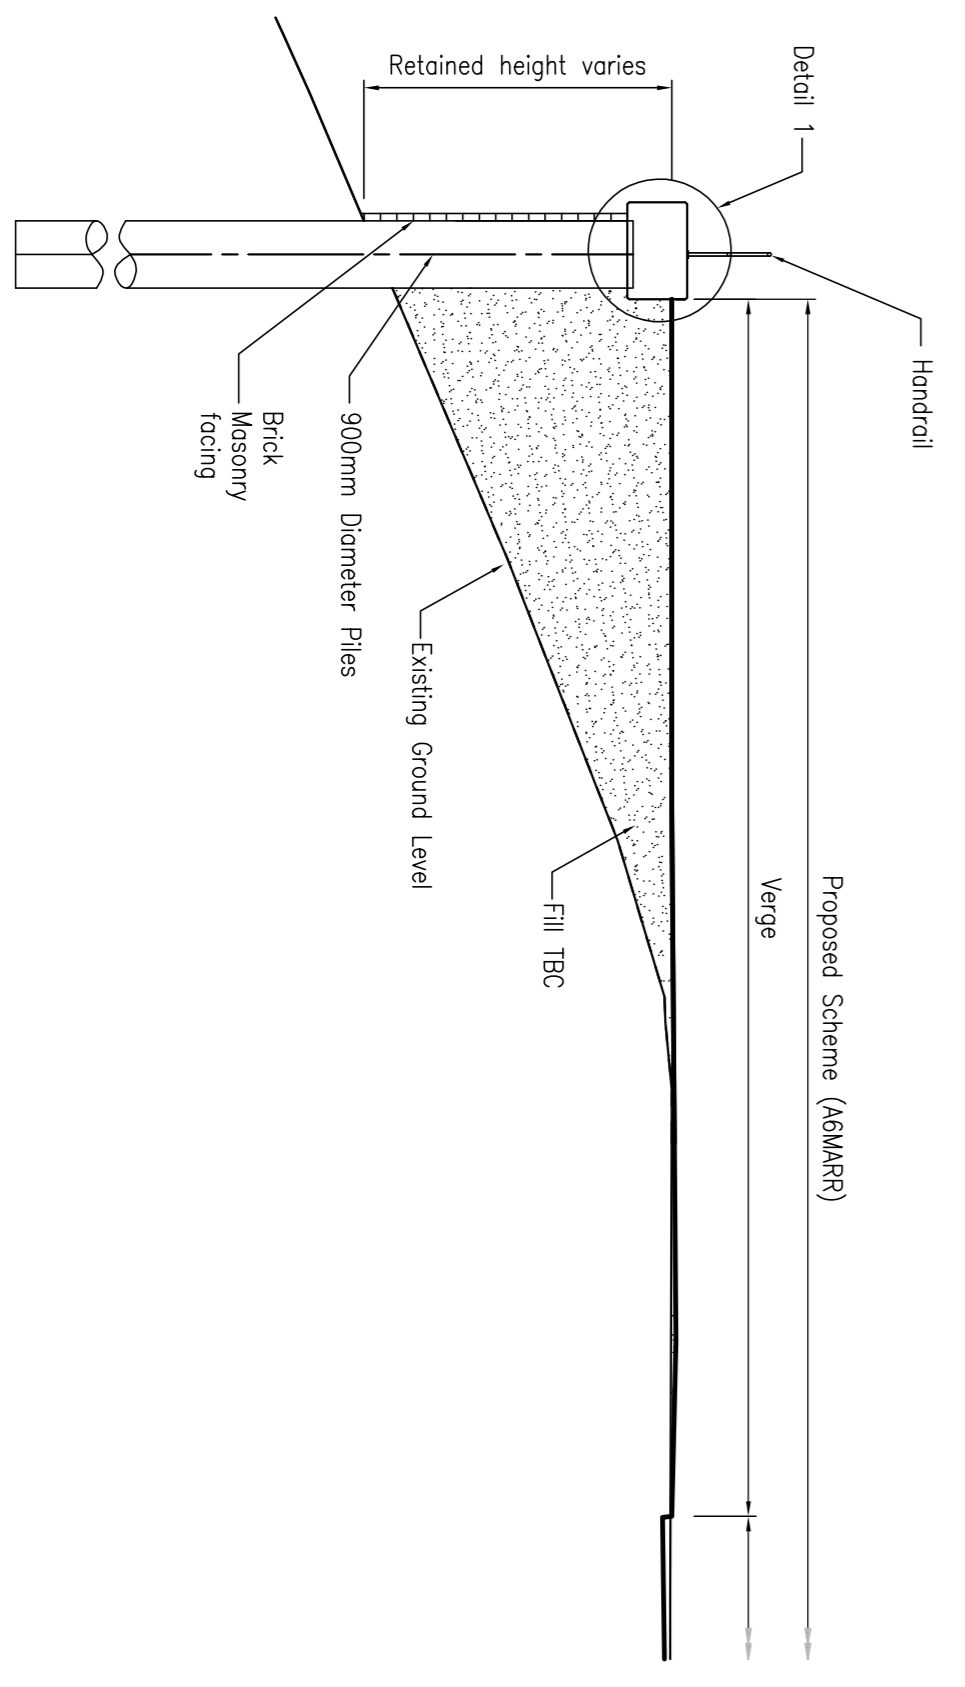 Retained height varies
Detail 1
Handrail
Proposed Scheme (A6MARR)
Verge
Brick
Masonry
facing
900mm Diameter Piles
Existing Ground Level
Fill TBC